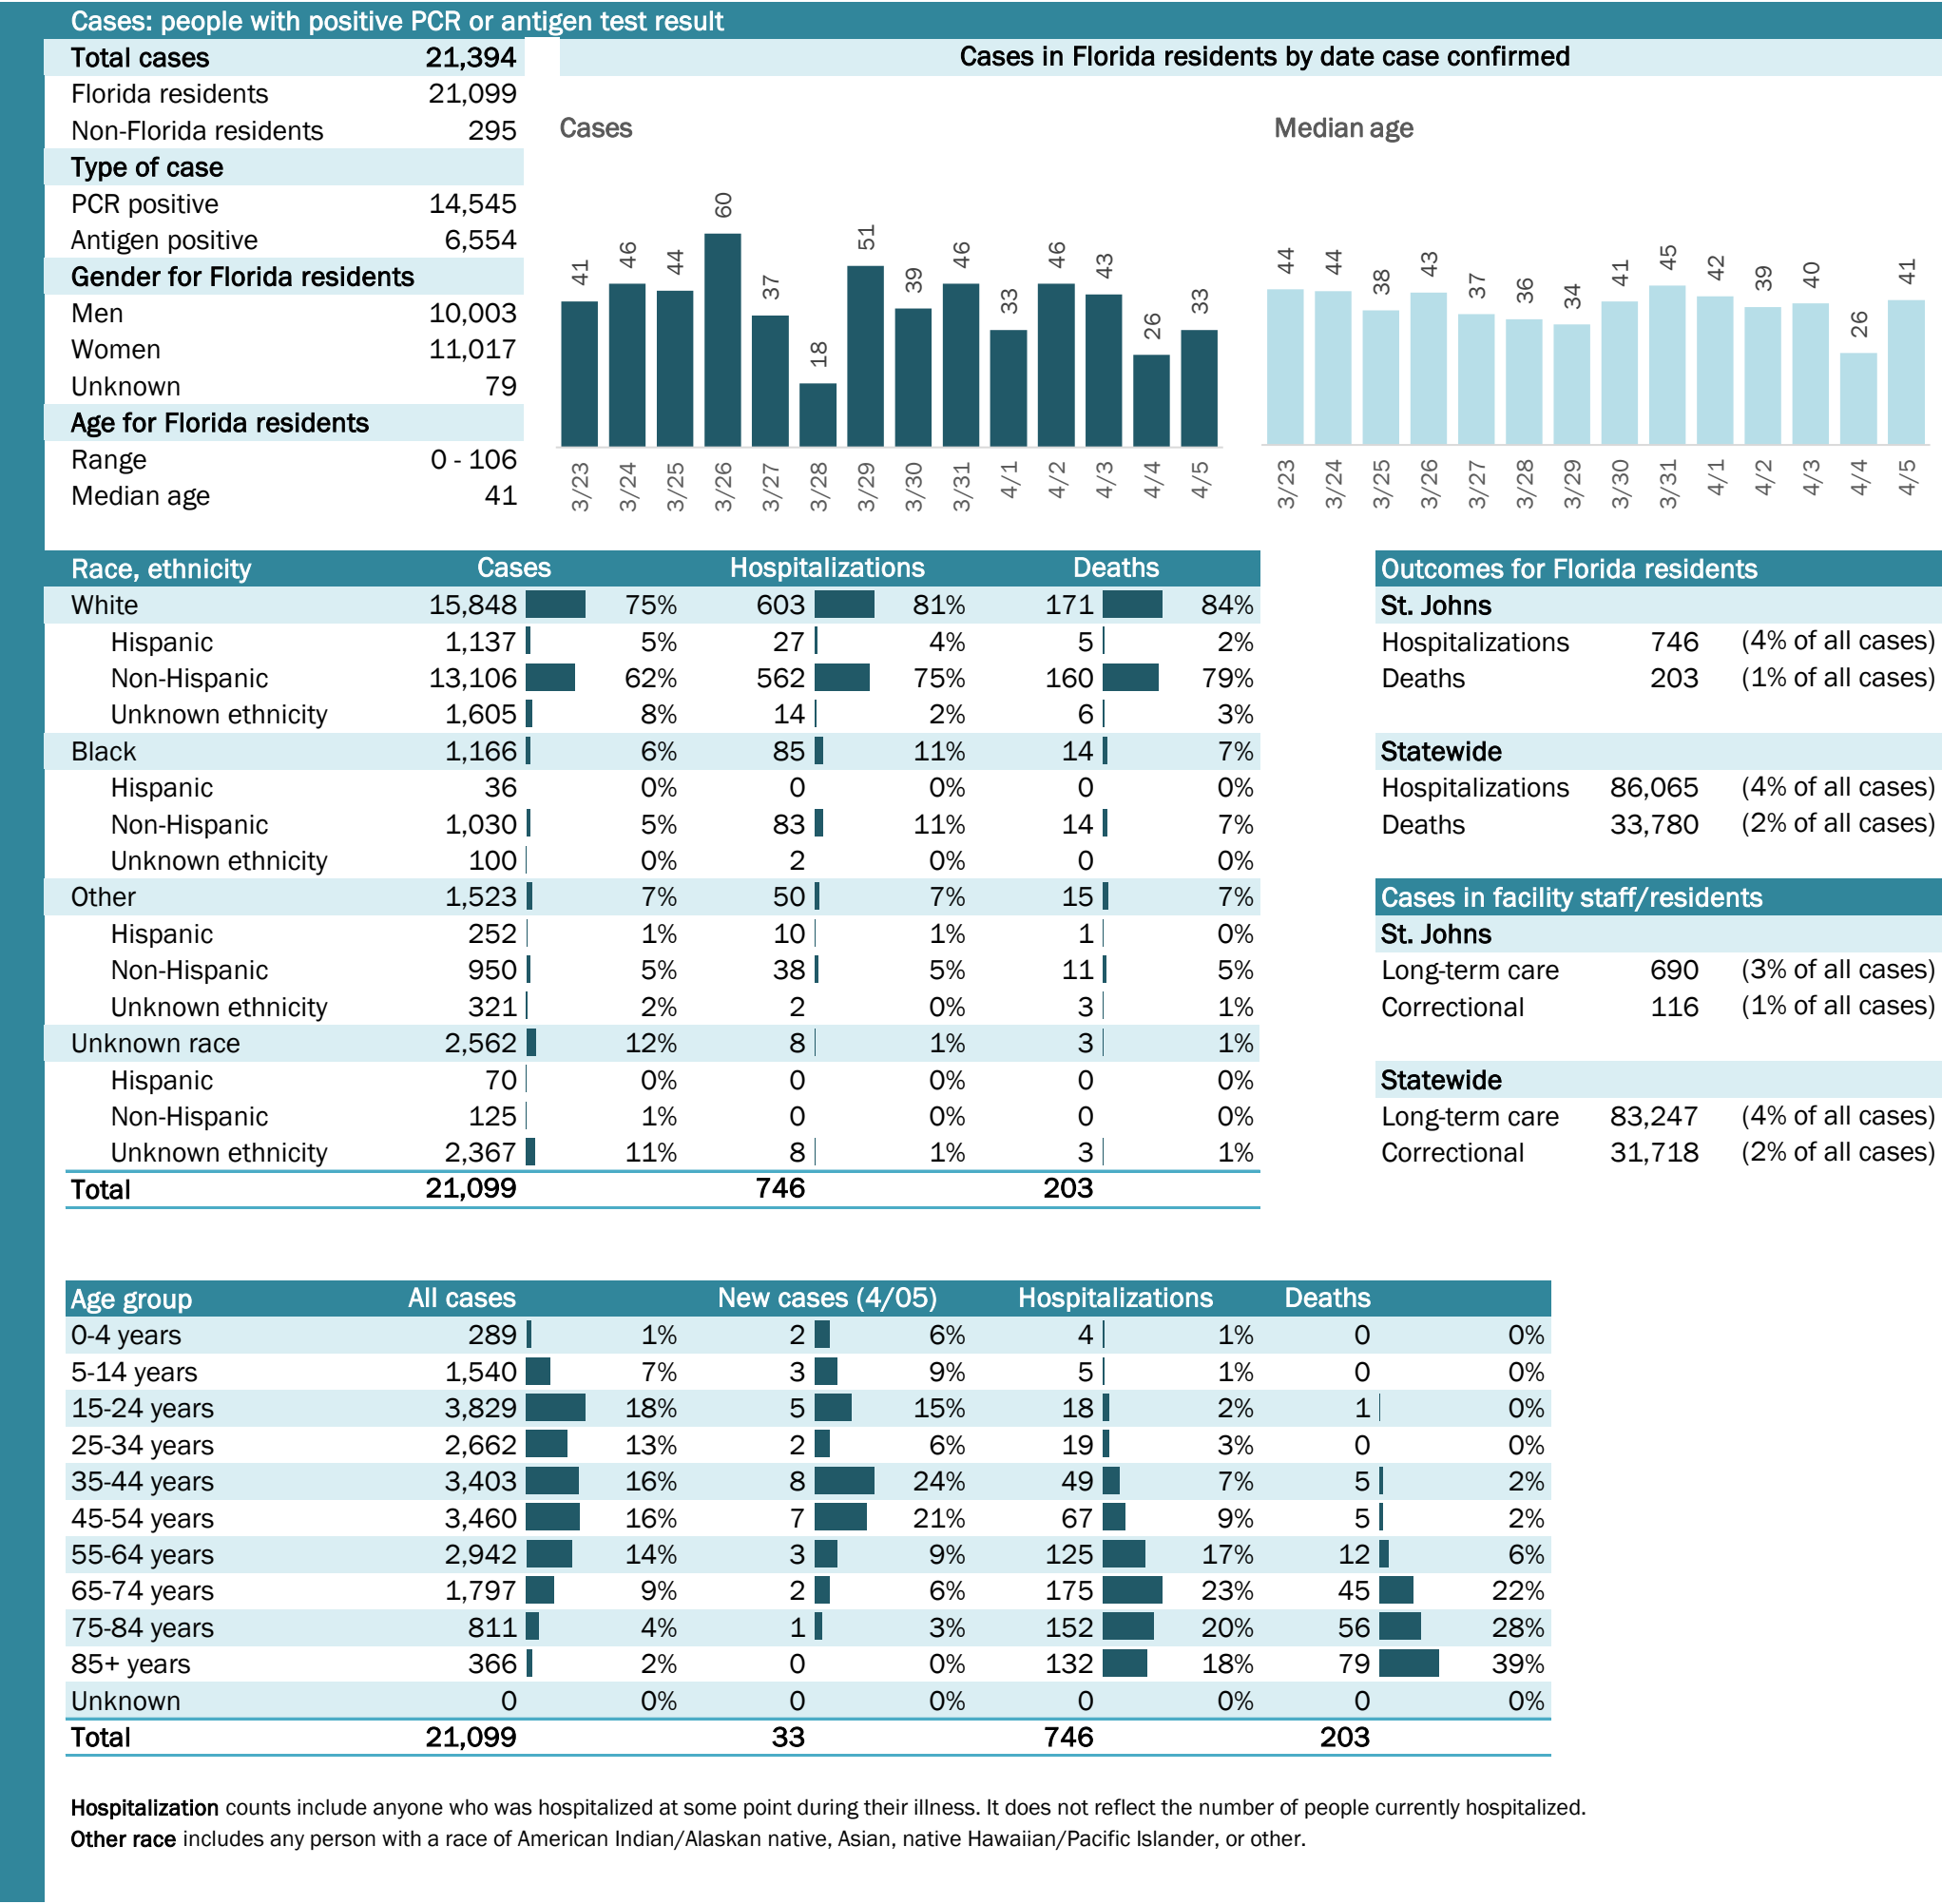 Cases: people with positive PCR or antigen test result
Total cases 21,394
Florida residents 21,099
Non-Florida residents 295
Type of case
PCR positive 14,545
Antigen positive 6,554
Gender for Florida residents
Men 10,003
Women 11,017
Unknown 79
Age for Florida residents
Range 0 - 106
Median age 41
Cases in Florida residents by date case confirmed
Cases
41 46 44 60 37 18 51 39 46 33 46 43 26 33
3/23 3/24 3/25 3/26 3/27 3/28 3/29 3/30 3/31 4/1 4/2 4/3 4/4 4/5
Median age
44 44 38 43 37 36 34 41 45 42 39 40 26 41
3/23 3/24 3/25 3/26 3/27 3/28 3/29 3/30 3/31 4/1 4/2 4/3 4/4 4/5
Race, ethnicity Cases Hospitalizations Deaths
White 15,848 75% 603 81% 171 84%
Hispanic 1,137 5% 27 4% 5 2%
Non-Hispanic 13,106 62% 562 75% 160 79%
Unknown ethnicity 1,605 8% 14 2% 6 3%
Black 1,166 6% 85 11% 14 7%
Hispanic 36 0% 0 0% 0 0%
Non-Hispanic 1,030 5% 83 11% 14 7%
Unknown ethnicity 100 0% 2 0% 0 0%
Other 1,523 7% 50 7% 15 7%
Hispanic 252 1% 10 1% 1 0%
Non-Hispanic 950 5% 38 5% 11 5%
Unknown ethnicity 321 2% 2 0% 3 1%
Unknown race 2,562 12% 8 1% 3 1%
Hispanic 70 0% 0 0% 0 0%
Non-Hispanic 125 1% 0 0% 0 0%
Unknown ethnicity 2,367 11% 8 1% 3 1%
Total 21,099 746 203
Outcomes for Florida residents
St. Johns
Hospitalizations 746 (4% of all cases)
Deaths 203 (1% of all cases)
Statewide
Hospitalizations 86,065 (4% of all cases)
Deaths 33,780 (2% of all cases)
Cases in facility staff/residents
St. Johns
Long-term care 690 (3% of all cases)
Correctional 116 (1% of all cases)
Statewide
Long-term care 83,247 (4% of all cases)
Correctional 31,718 (2% of all cases)
Age group All cases New cases (4/05) Hospitalizations Deaths
0-4 years 289 1% 2 6% 4 1% 0 0%
5-14 years 1,540 7% 3 9% 5 1% 0 0%
15-24 years 3,829 18% 5 15% 18 2% 1 0%
25-34 years 2,662 13% 2 6% 19 3% 0 0%
35-44 years 3,403 16% 8 24% 49 7% 5 2%
45-54 years 3,460 16% 7 21% 67 9% 5 2%
55-64 years 2,942 14% 3 9% 125 17% 12 6%
65-74 years 1,797 9% 2 6% 175 23% 45 22%
75-84 years 811 4% 1 3% 152 20% 56 28%
85+ years 366 2% 0 0% 132 18% 79 39%
Unknown 0 0% 0 0% 0 0% 0 0%
Total 21,099 33 746 203
Hospitalization counts include anyone who was hospitalized at some point during their illness. It does not reflect the number of people currently hospitalized.
Other race includes any person with a race of American Indian/Alaskan native, Asian, native Hawaiian/Pacific Islander, or other.